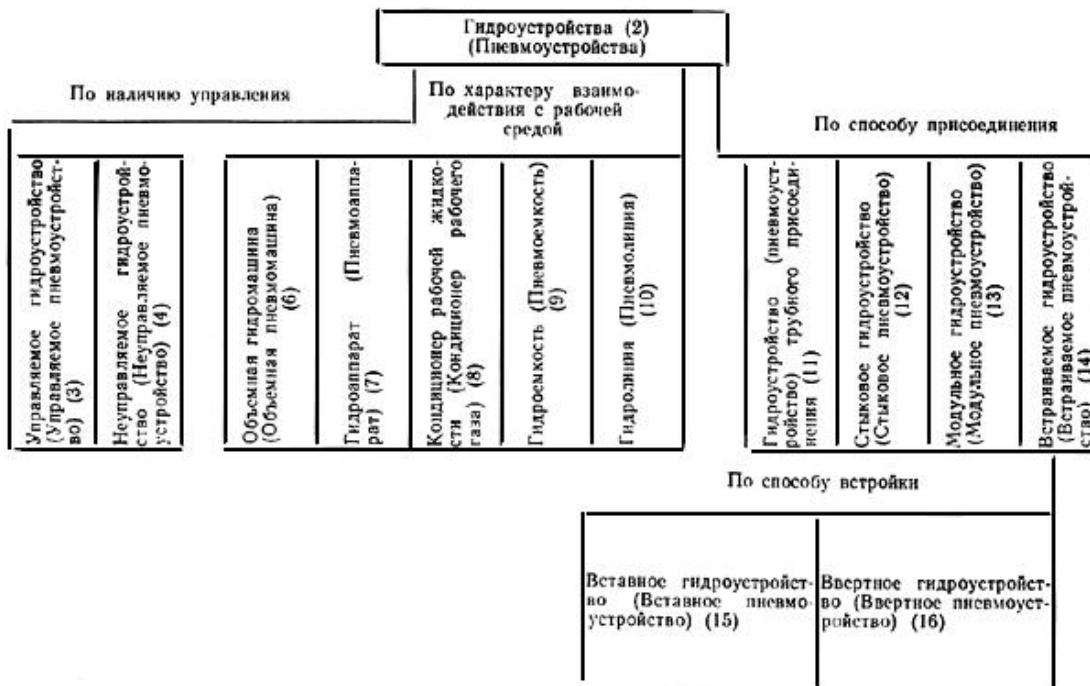 Гидроустройства (2)
(Пневмоустройства)
По наличию управления
По характеру взаимо-
действия с рабочей
средой
По способу присоединения
Управляемое гидроустройство
(Управляемое пневмоустройст-
во) (3)
Неуправляемое гидроустрой-
ство (Неуправляемое пневмо-
устройство) (4)
Объемная гидромашина
(Объемная пневмомашина)
(6)
Гидроаппарат (Пневмоаппа-
рат) (7)
Кондиционер рабочей жидко-
сти (Кондиционер рабочего
газа) (8)
Гидроемкость (Пневмоемкость)
(9)
Гидролиния (Пневмолиния)
(10)
Гидроустройство (пневмоуст-
ройство) трубного присоеди-
нения (11)
Стыковое гидроустройство
(Стыковое пневмоустройство)
(12)
Модульное гидроустройство
(Модульное пневмоустройство)
(13)
Встраиваемое гидроустройство
(Встраиваемое пневмоустрой-
ство) (14)
По способу встройки
Вставное гидроустройст-
во (Вставное пневмо-
устройство) (15)
Ввертное гидроустройст-
во (Ввертное пневмоуст-
ройство) (16)